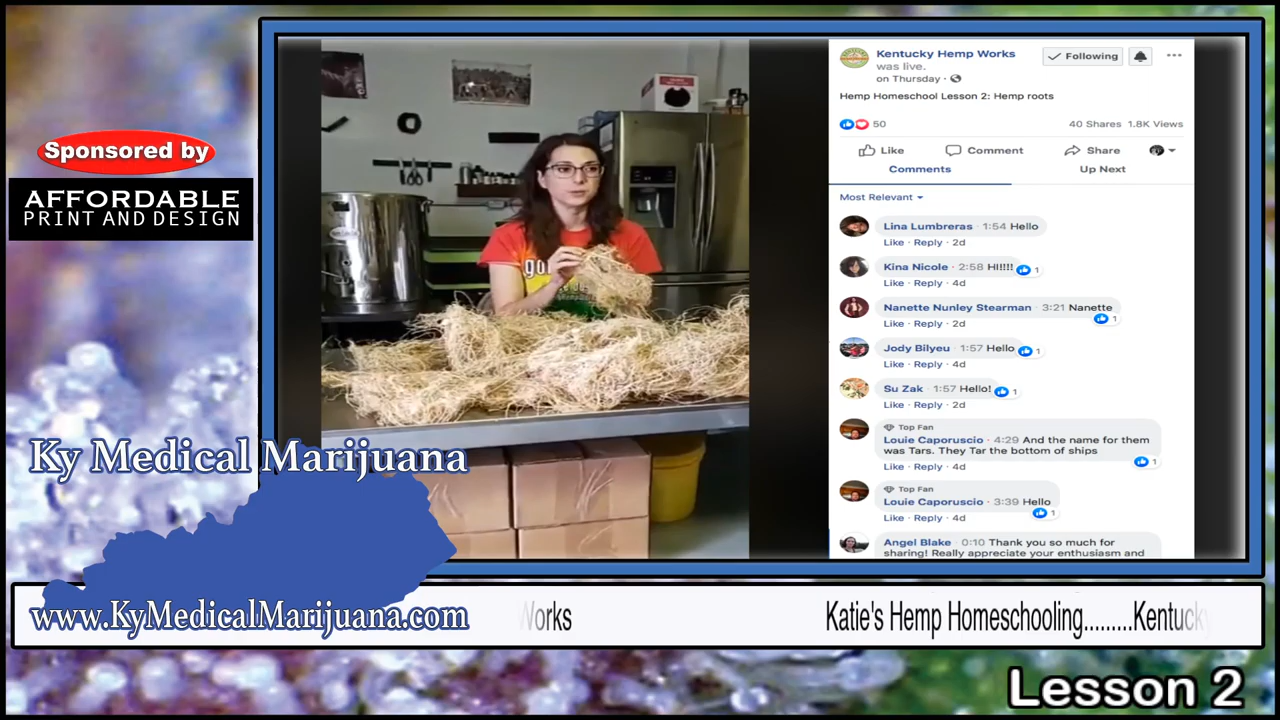 Sponsored by
AFFORDABLE
PRINT AND DESIGN
Ky Medical Marijuana
www.KyMedicalMarijuana.com
Kentucky Hemp Works
was live.
on Thursday ·
Following
Hemp Homeschool Lesson 2: Hemp roots
50
40 Shares 1.8K Views
Like Comment Share
Comments Up Next
Most Relevant
Lina Lumbreras · 1:54 Hello
Like · Reply · 2d
Kina Nicole · 2:58 HI!!!! 1
Like · Reply · 4d
Nanette Nunley Stearman · 3:21 Nanette
1
Like · Reply · 2d
Jody Bilyeu · 1:57 Hello 1
Like · Reply · 4d
Su Zak · 1:57 Hello! 1
Like · Reply · 2d
Top Fan
Louie Caporuscio · 4:29 And the name for them
was Tars. They Tar the bottom of ships
1
Like · Reply · 4d
Top Fan
Louie Caporuscio · 3:39 Hello
1
Like · Reply · 4d
Angel Blake · 0:10 Thank you so much for
sharing! Really appreciate your enthusiasm and
Works Katie's Hemp Homeschooling.........Kentucky
Lesson 2